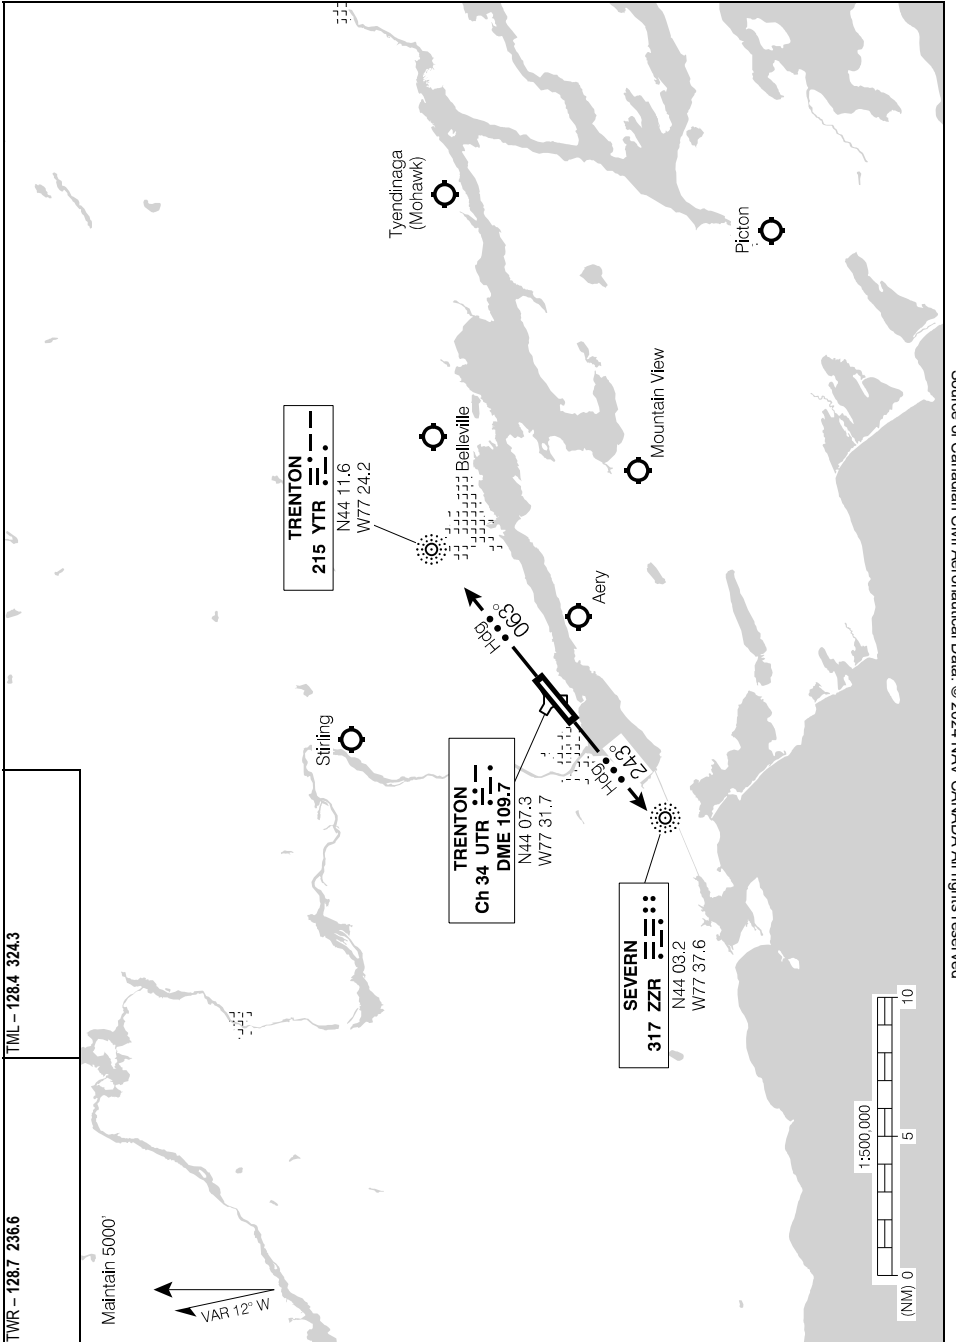 TWR – 128.7 236.6
TML – 128.4 324.3
Maintain 5000'
VAR 12° W
Stirling
TRENTON
215 YTR
N44 11.6
W77 24.2
Tyendinaga
(Mohawk)
Belleville
Hdg
063°
TRENTON
Ch 34 UTR
DME 109.7
N44 07.3
W77 31.7
Hdg
243°
Aery
Mountain View
Picton
SEVERN
317 ZZR
N44 03.2
W77 37.6
1:500,000
(NM) 0 5 10
Source of Canadian Civil Aeronautical Data: © 2024 NAV CANADA All rights reserved